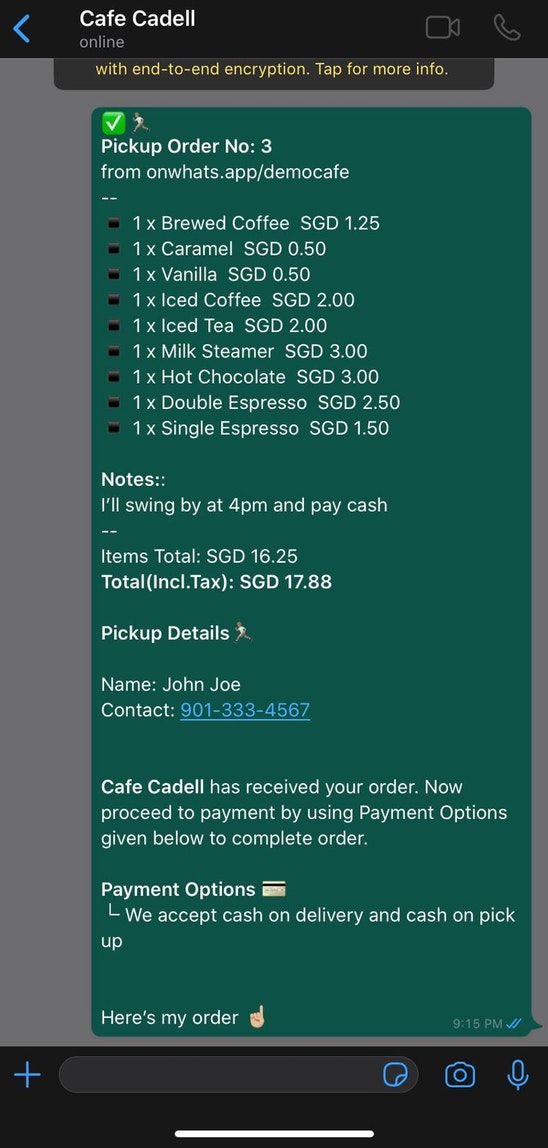 Cafe Cadell
online
with end-to-end encryption. Tap for more info.
✅🏃🏽
Pickup Order No: 3
from onwhats.app/democafe
--
▪️ 1 x Brewed Coffee  SGD 1.25
▪️ 1 x Caramel  SGD 0.50
▪️ 1 x Vanilla  SGD 0.50
▪️ 1 x Iced Coffee  SGD 2.00
▪️ 1 x Iced Tea  SGD 2.00
▪️ 1 x Milk Steamer  SGD 3.00
▪️ 1 x Hot Chocolate  SGD 3.00
▪️ 1 x Double Espresso  SGD 2.50
▪️ 1 x Single Espresso  SGD 1.50
Notes::
I’ll swing by at 4pm and pay cash
--
Items Total: SGD 16.25
Total(Incl.Tax): SGD 17.88
Pickup Details🏃🏽
Name: John Joe
Contact: 901-333-4567
Cafe Cadell has received your order. Now
proceed to payment by using Payment Options
given below to complete order.
Payment Options 💳
└ We accept cash on delivery and cash on pick
up
Here’s my order ☝🏼
9:15 PM